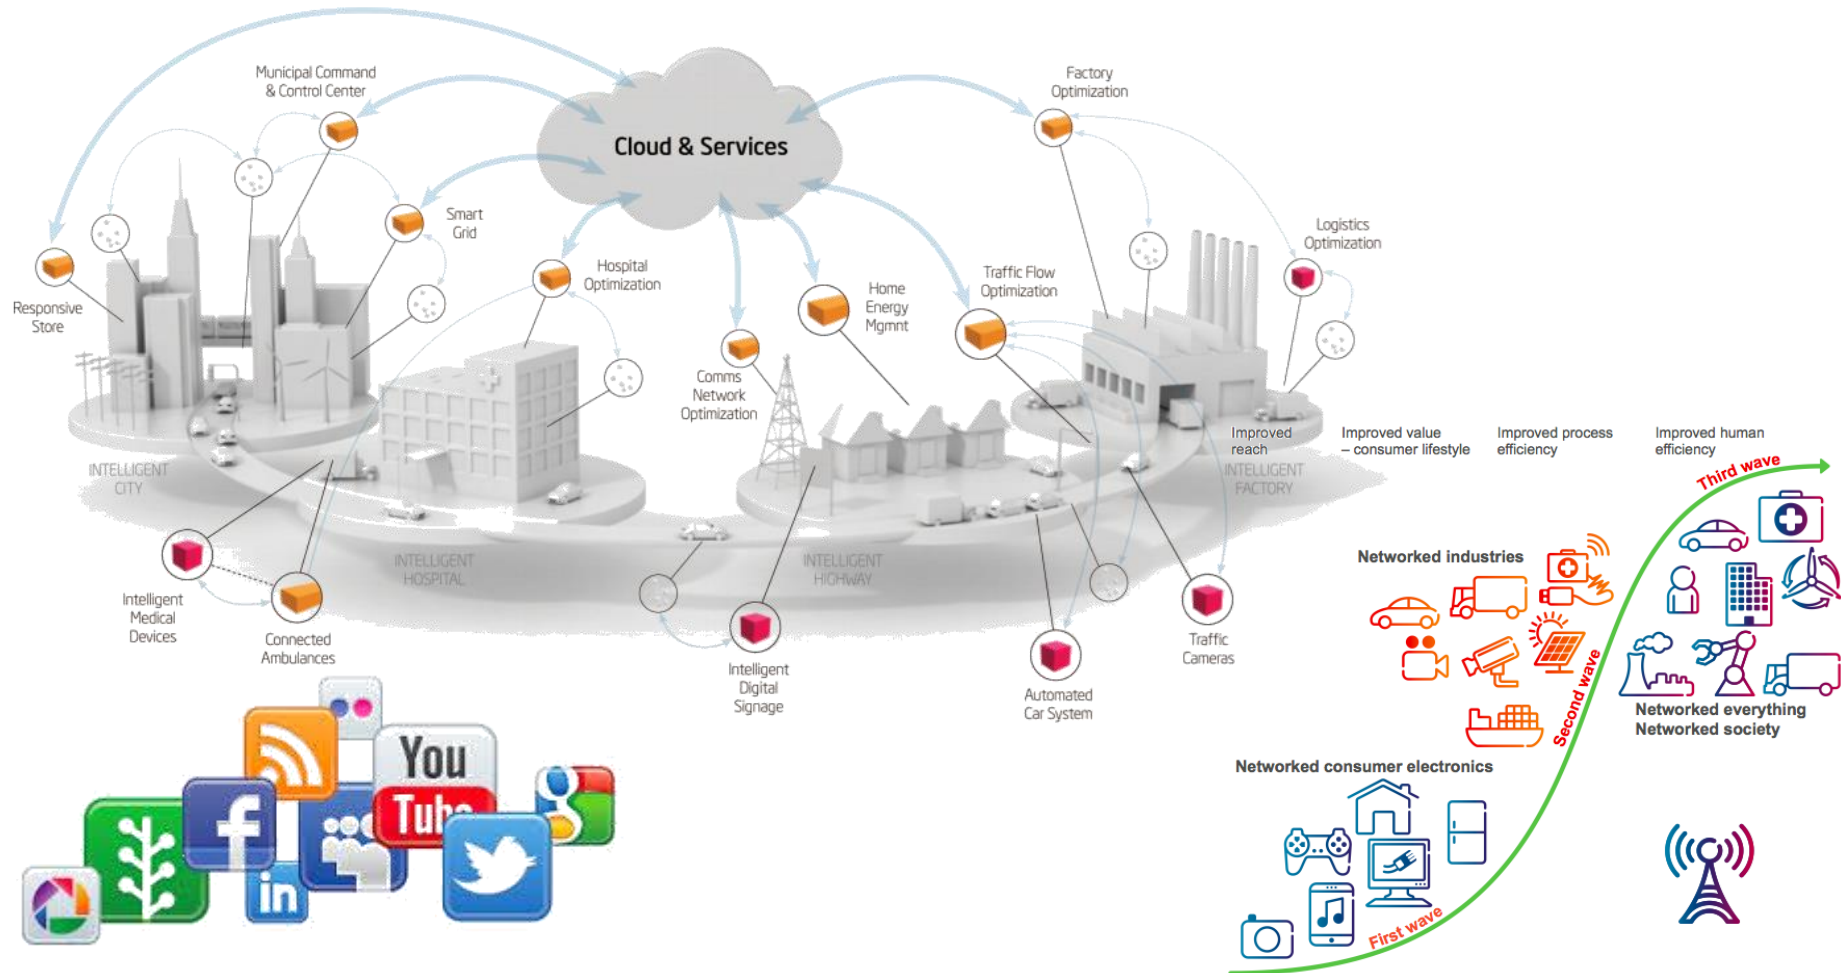 Municipal Command
& Control Center
Cloud & Services
Factory
Optimization
Smart
Grid
Logistics
Optimization
Responsive
Store
Hospital
Optimization
Home
Energy
Mgmnt
Traffic Flow
Optimization
Comms
Network
Optimization
INTELLIGENT
CITY
INTELLIGENT
HOSPITAL
INTELLIGENT
HIGHWAY
INTELLIGENT
FACTORY
Intelligent
Medical
Devices
Connected
Ambulances
Intelligent
Digital
Signage
Automated
Car System
Traffic
Cameras
Improved
reach
Improved value
– consumer lifestyle
Improved process
efficiency
Improved human
efficiency
Third wave
Networked industries
Second wave
Networked everything
Networked society
Networked consumer electronics
First wave
You
Tube
f
in
g